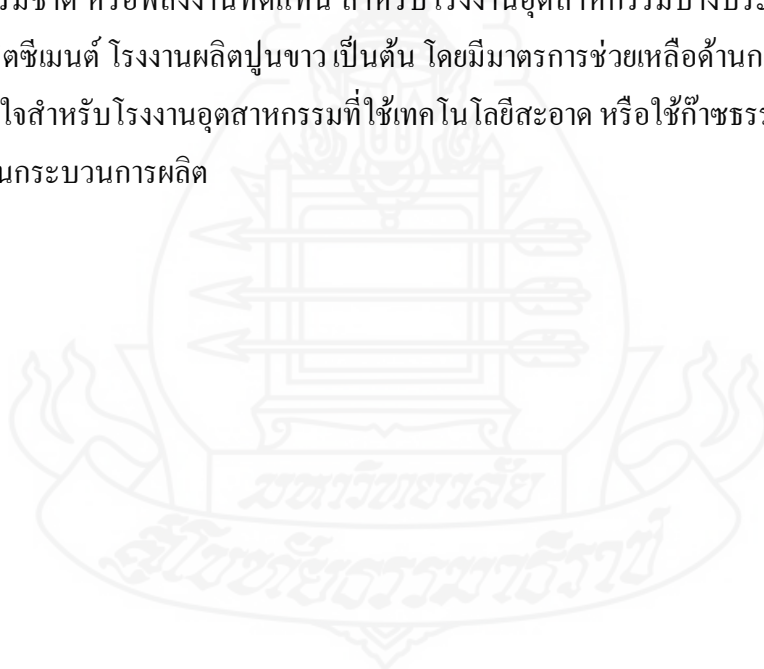 รมชาติ หรือพลังงานทดแทน สำหรับโรงงานอุตสาหกรรมบางประ
ตซีเมนต์ โรงงานผลิตปูนขาว เป็นต้น โดยมีมาตรการช่วยเหลือด้านก
ใจสำหรับโรงงานอุตสาหกรรมที่ใช้เทคโนโลยีสะอาด หรือใช้ก๊าซธรร
นกระบวนการผลิต
มหาวิทยาลัย
สุโขทัยธรรมาธิราช